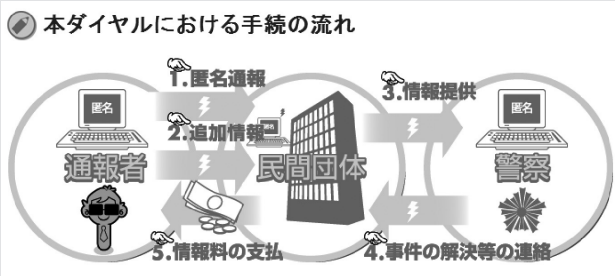 本ダイヤルにおける手続の流れ
1.匿名通報
2.追加情報
3.情報提供
匿名
匿名
匿名
通報者
民間団体
警察
5.情報料の支払
4.事件の解決等の連絡